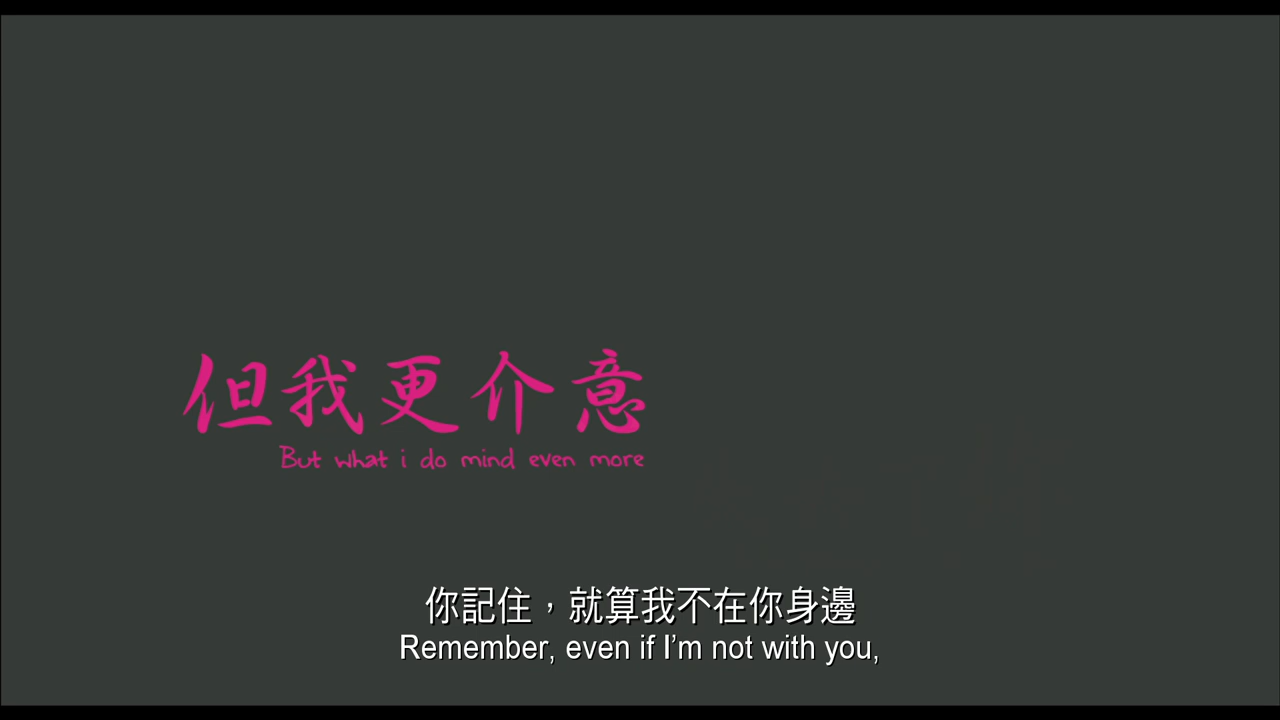 但我更介意
But what i do mind even more
你記住，就算我不在你身邊
Remember, even if I'm not with you,